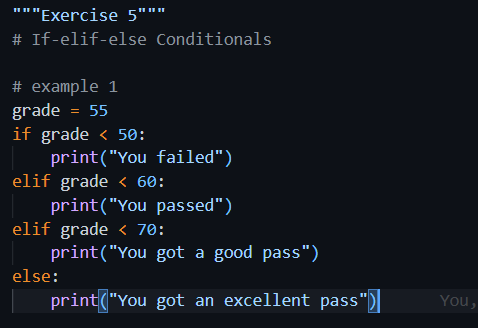 """Exercise 5"""
# If-elif-else Conditionals
# example 1
grade = 55
if grade < 50:
    print("You failed")
elif grade < 60:
    print("You passed")
elif grade < 70:
    print("You got a good pass")
else:
    print("You got an excellent pass") You,